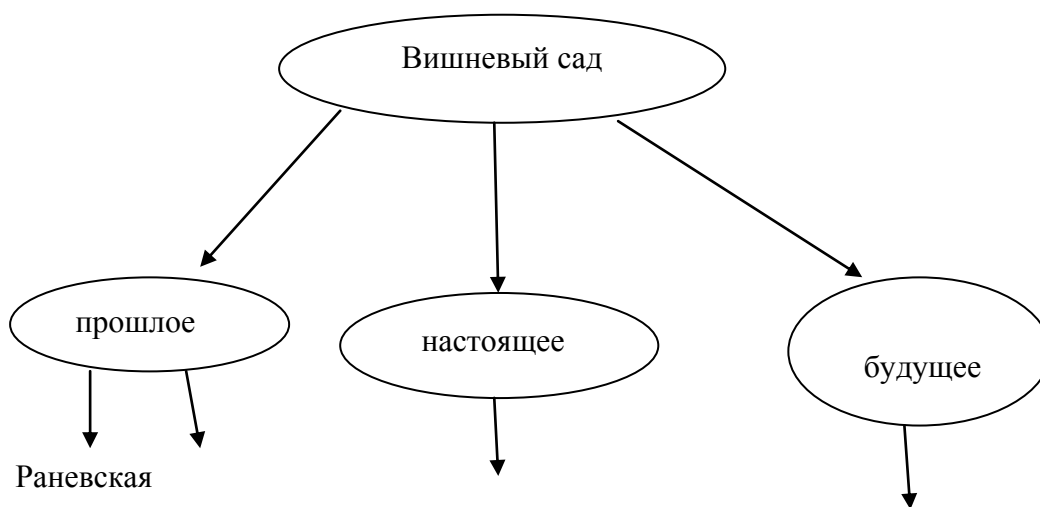 Вишневый сад
прошлое
настоящее
будущее
Раневская